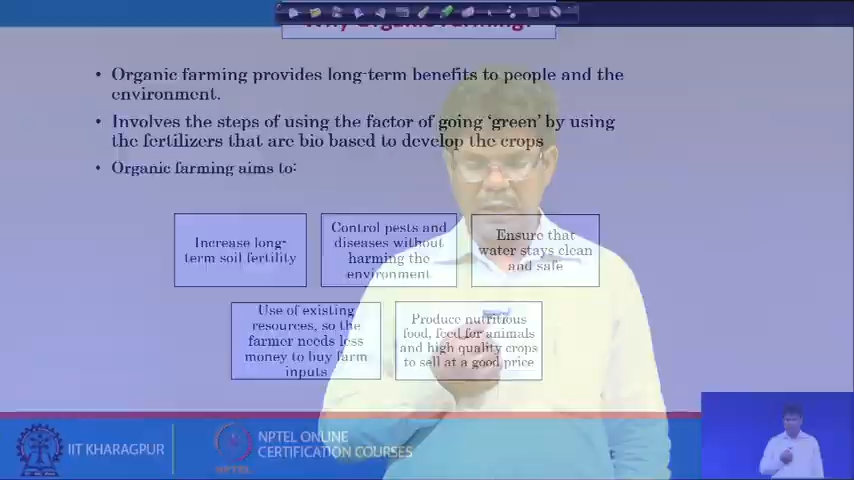 Why Organic Farming?
• Organic farming provides long-term benefits to people and the
environment.
• Involves the steps of using the factor of going ‘green’ by using
the fertilizers that are bio based to develop the crops
• Organic farming aims to:
Increase long-
term soil fertility
Control pests and
diseases without
harming the
environment
Ensure that
water stays clean
and safe
Use of existing
resources, so the
farmer needs less
money to buy farm
inputs
Produce nutritious
food, feed for animals
and high quality crops
to sell at a good price
IIT KHARAGPUR
NPTEL
NPTEL ONLINE
CERTIFICATION COURSES